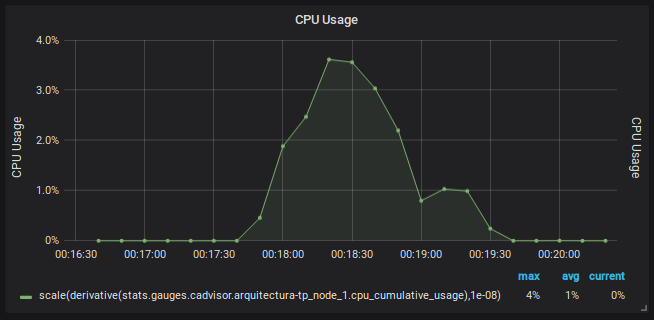 CPU Usage
4.0%
3.0%
2.0%
1.0%
0%
CPU Usage
CPU Usage
00:16:30 00:17:00 00:17:30 00:18:00 00:18:30 00:19:00 00:19:30 00:20:00
max avg current
scale(derivative(stats.gauges.cadvisor.arquitectura-tp_node_1.cpu_cumulative_usage),1e-08) 4% 1% 0%